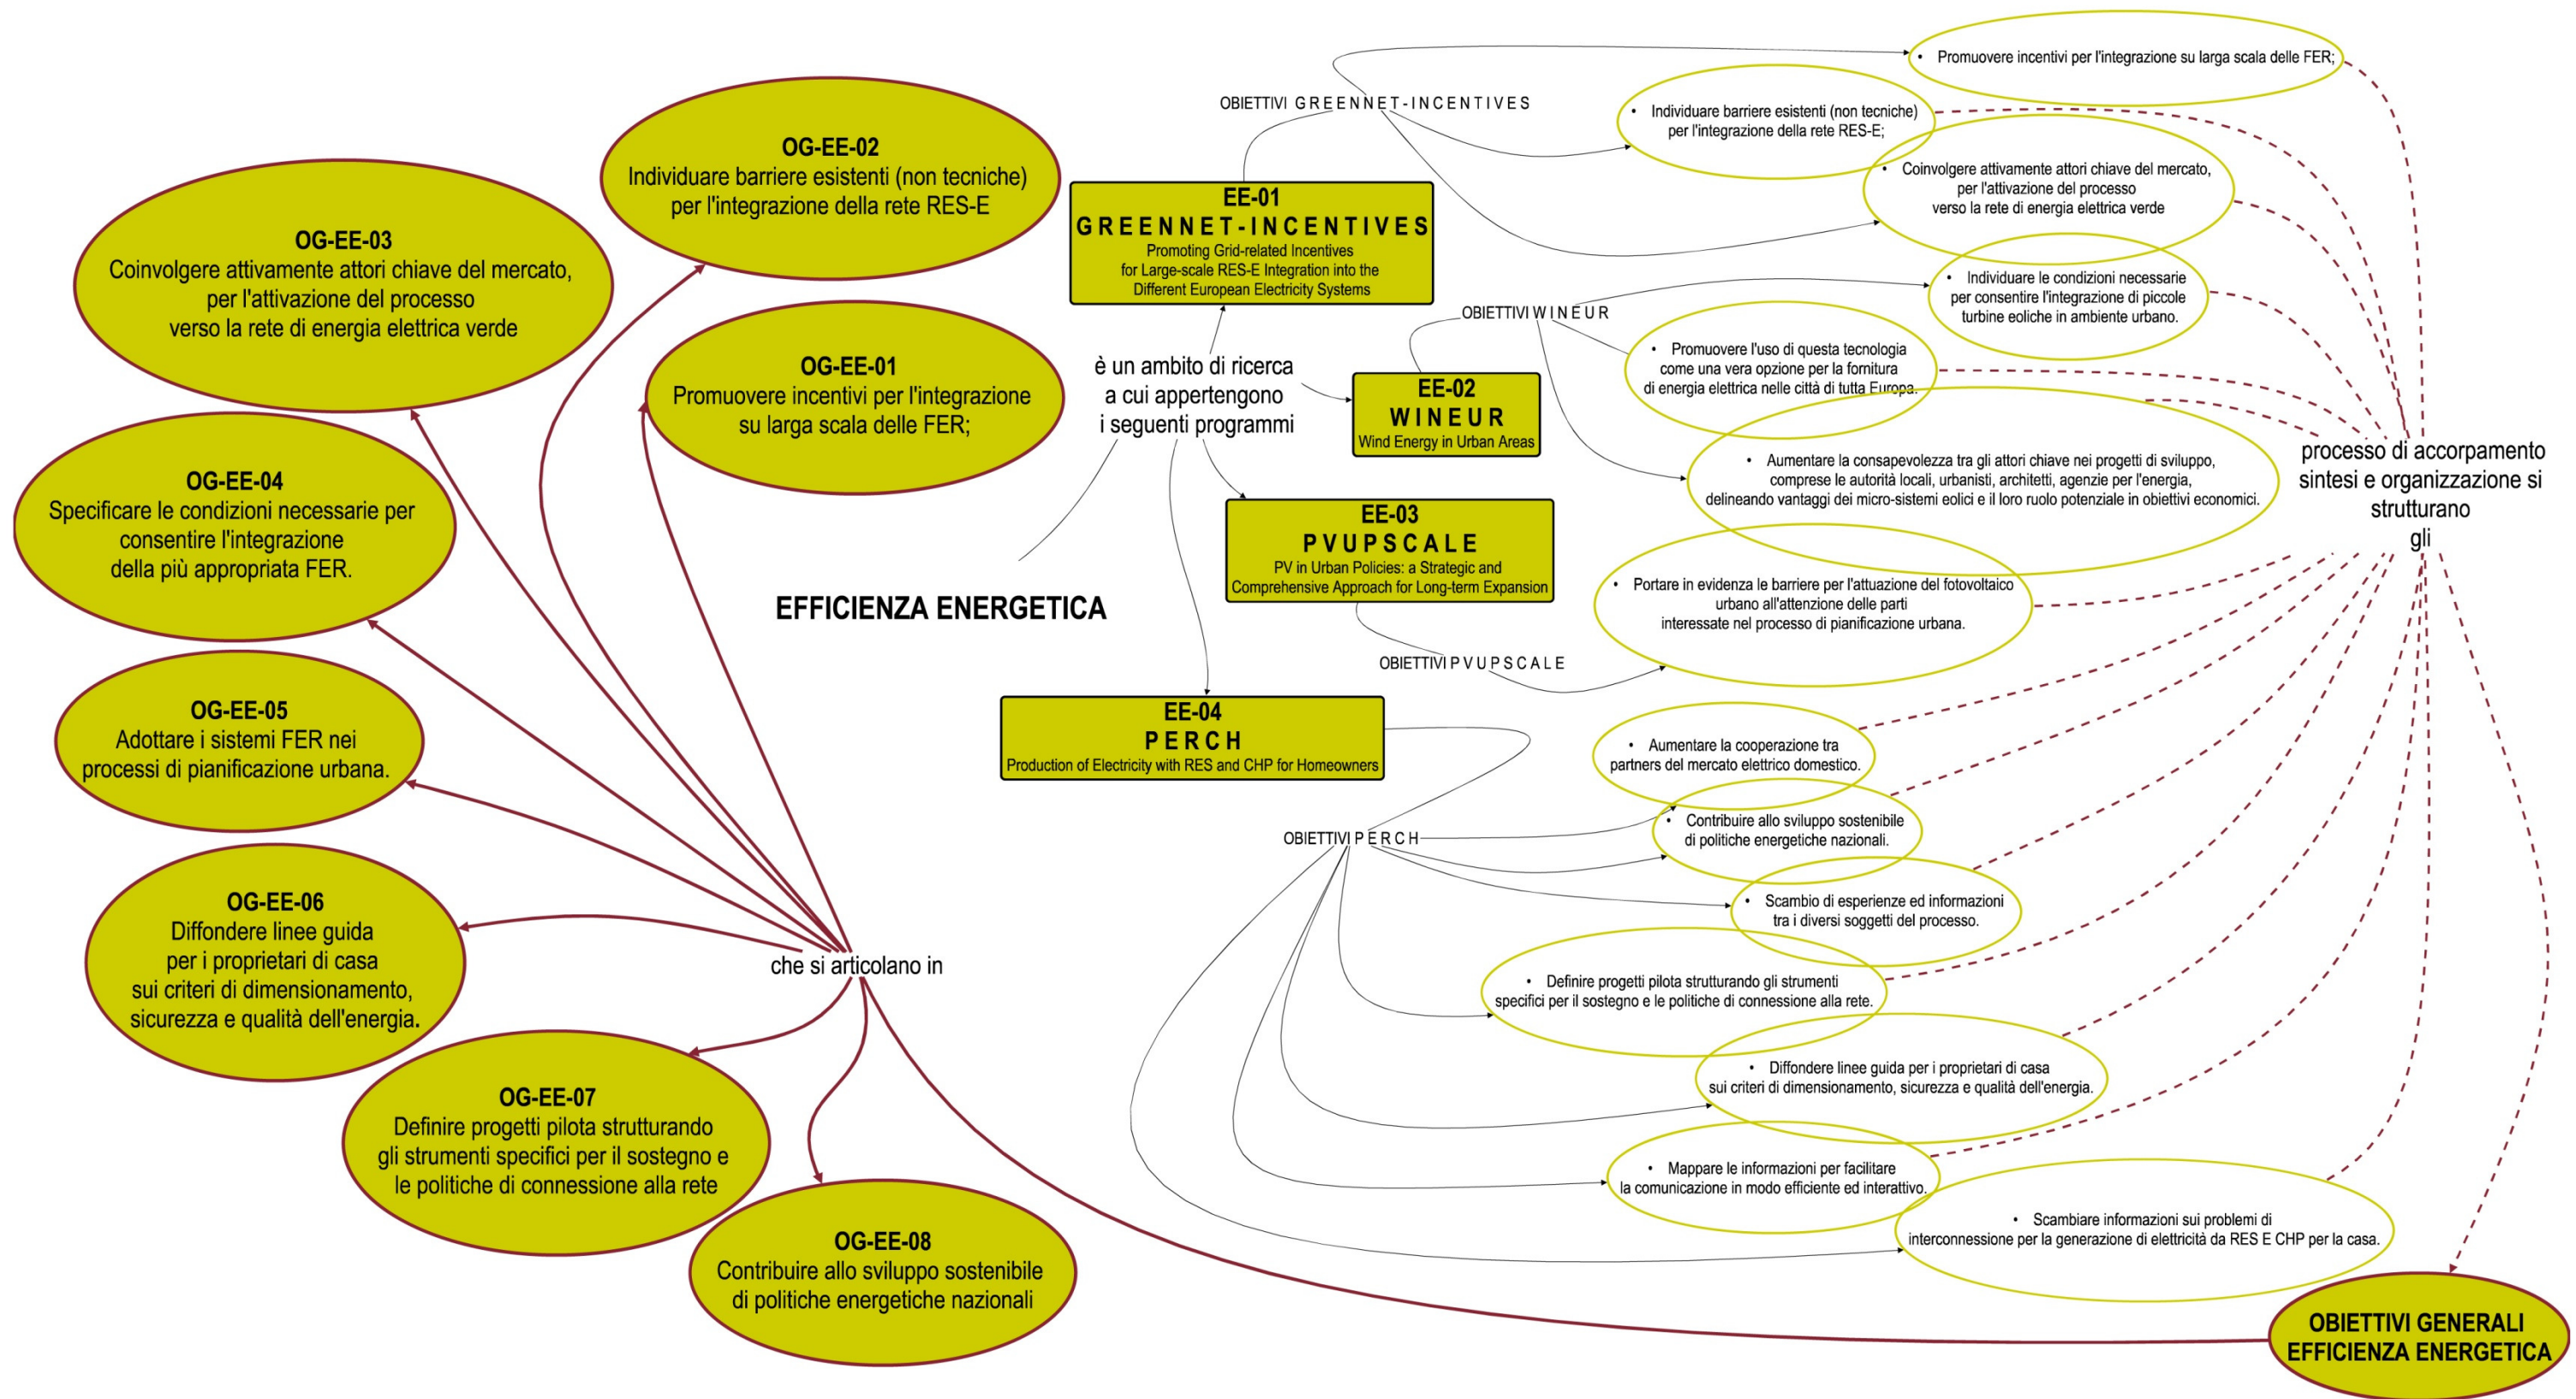 EFFICIENZA ENERGETICA
è un ambito di ricerca
a cui appertengono
i seguenti programmi
EE-01
GREENNET-INCENTIVES
Promoting Grid-related Incentives
for Large-scale RES-E Integration into the
Different European Electricity Systems
OBIETTIVI GREENNET-INCENTIVES
• Promuovere incentivi per l'integrazione su larga scala delle FER;
• Individuare barriere esistenti (non tecniche)
per l'integrazione della rete RES-E;
• Coinvolgere attivamente attori chiave del mercato,
per l'attivazione del processo
verso la rete di energia elettrica verde
EE-02
WINEUR
Wind Energy in Urban Areas
OBIETTIVI WINEUR
• Individuare le condizioni necessarie
per consentire l'integrazione di piccole
turbine eoliche in ambiente urbano.
• Promuovere l'uso di questa tecnologia
come una vera opzione per la fornitura
di energia elettrica nelle città di tutta Europa.
• Aumentare la consapevolezza tra gli attori chiave nei progetti di sviluppo,
comprese le autorità locali, urbanisti, architetti, agenzie per l'energia,
delineando vantaggi dei micro-sistemi eolici e il loro ruolo potenziale in obiettivi economici.
EE-03
PVUPSCALE
PV in Urban Policies: a Strategic and
Comprehensive Approach for Long-term Expansion
OBIETTIVI PVUPSCALE
• Portare in evidenza le barriere per l'attuazione del fotovoltaico
urbano all'attenzione delle parti
interessate nel processo di pianificazione urbana.
EE-04
PERCH
Production of Electricity with RES and CHP for Homeowners
OBIETTIVI PERCH
• Aumentare la cooperazione tra
partners del mercato elettrico domestico.
• Contribuire allo sviluppo sostenibile
di politiche energetiche nazionali.
• Scambio di esperienze ed informazioni
tra i diversi soggetti del processo.
• Definire progetti pilota strutturando gli strumenti
specifici per il sostegno e le politiche di connessione alla rete.
• Diffondere linee guida per i proprietari di casa
sui criteri di dimensionamento, sicurezza e qualità dell'energia.
• Mappare le informazioni per facilitare
la comunicazione in modo efficiente ed interattivo.
• Scambiare informazioni sui problemi di
interconnessione per la generazione di elettricità da RES E CHP per la casa.
processo di accorpamento
sintesi e organizzazione si
strutturano
gli
OBIETTIVI GENERALI
EFFICIENZA ENERGETICA
che si articolano in
OG-EE-01
Promuovere incentivi per l'integrazione
su larga scala delle FER;
OG-EE-02
Individuare barriere esistenti (non tecniche)
per l'integrazione della rete RES-E
OG-EE-03
Coinvolgere attivamente attori chiave del mercato,
per l'attivazione del processo
verso la rete di energia elettrica verde
OG-EE-04
Specificare le condizioni necessarie per
consentire l'integrazione
della più appropriata FER.
OG-EE-05
Adottare i sistemi FER nei
processi di pianificazione urbana.
OG-EE-06
Diffondere linee guida
per i proprietari di casa
sui criteri di dimensionamento,
sicurezza e qualità dell'energia.
OG-EE-07
Definire progetti pilota strutturando
gli strumenti specifici per il sostegno e
le politiche di connessione alla rete
OG-EE-08
Contribuire allo sviluppo sostenibile
di politiche energetiche nazionali